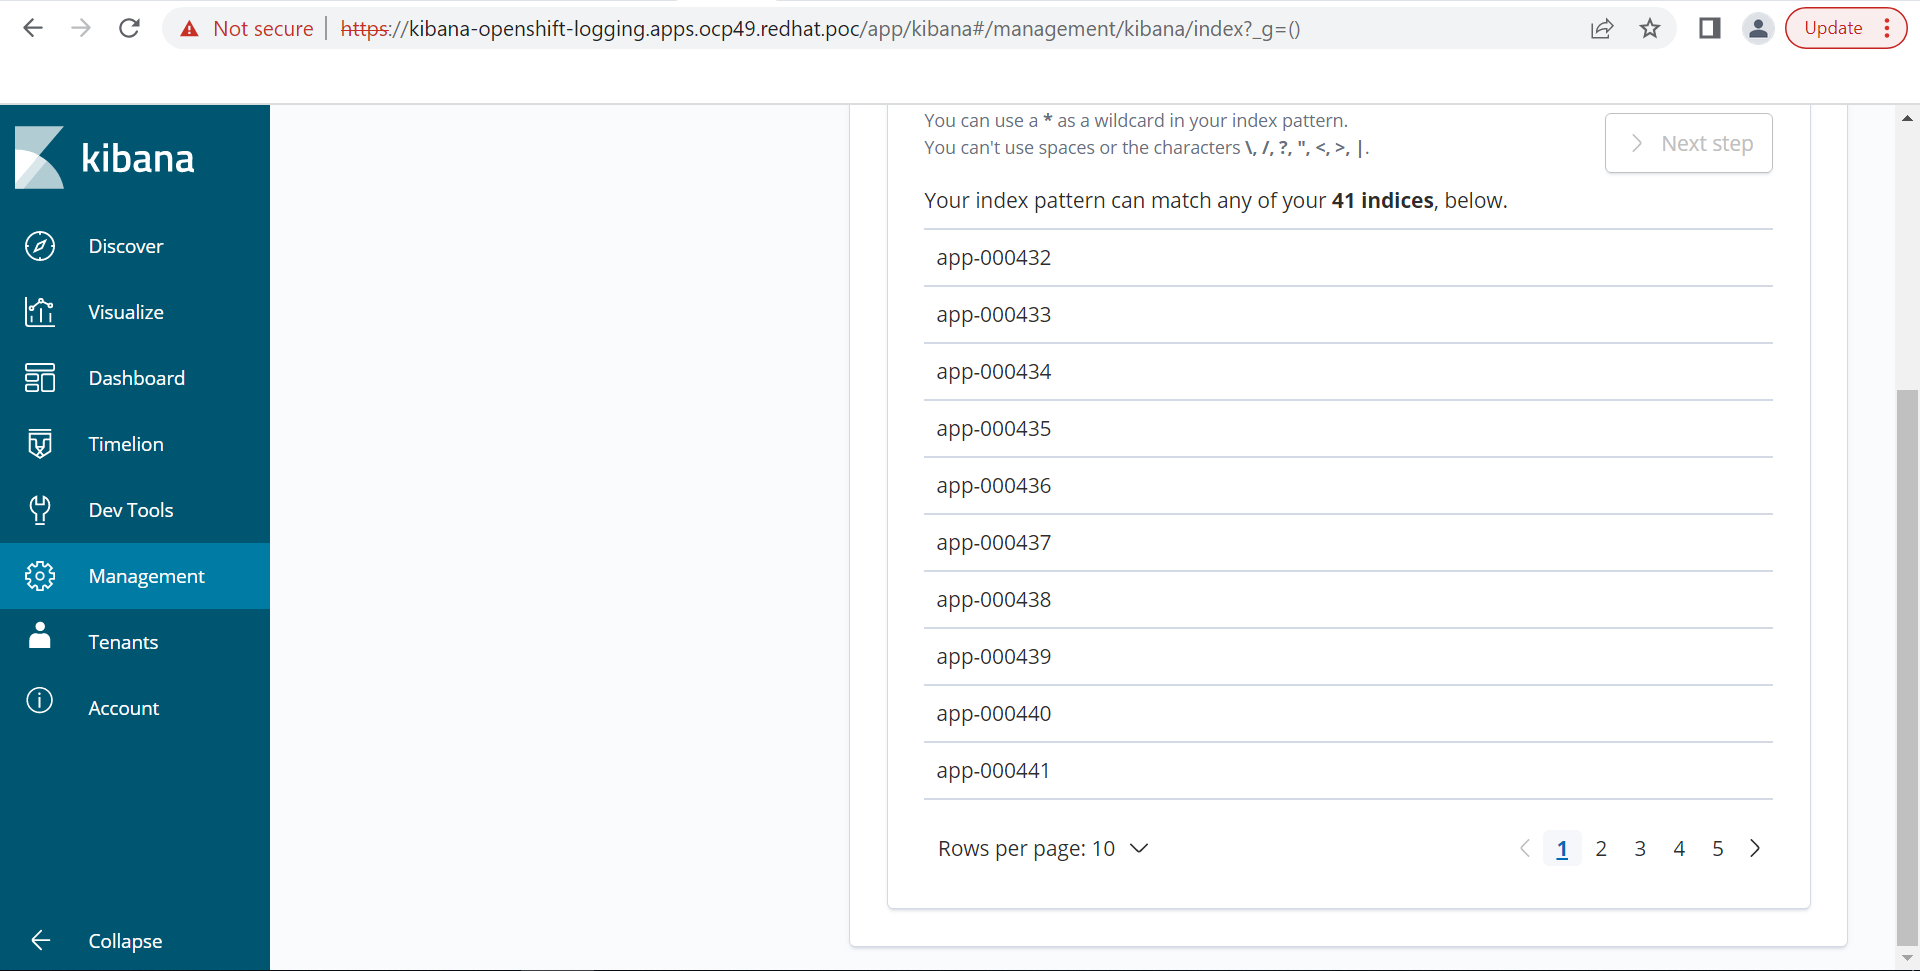 Not secure | https://kibana-openshift-logging.apps.ocp49.redhat.poc/app/kibana#/management/kibana/index?_g=()
Update
kibana
Discover
Visualize
Dashboard
Timelion
Dev Tools
Management
Tenants
Account
Collapse
You can use a * as a wildcard in your index pattern.
You can't use spaces or the characters \, /, ?, ", <, >, |.
Next step
Your index pattern can match any of your 41 indices, below.
app-000432
app-000433
app-000434
app-000435
app-000436
app-000437
app-000438
app-000439
app-000440
app-000441
Rows per page: 10
1 2 3 4 5